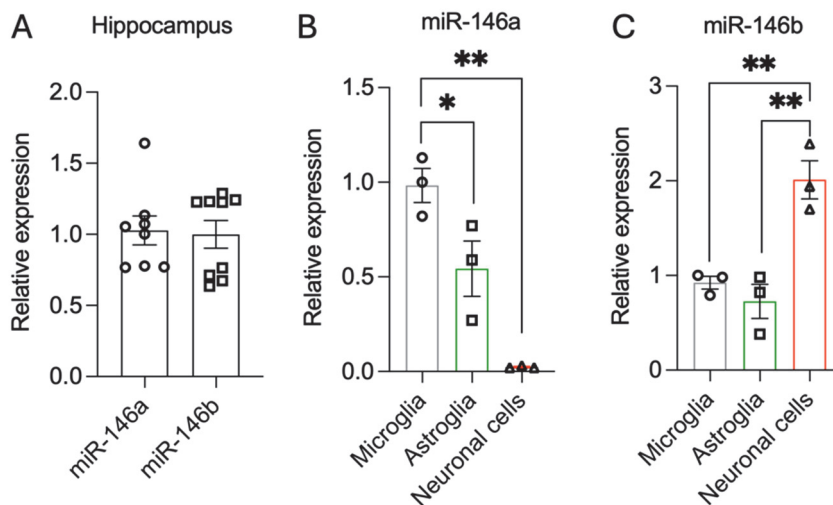 A Hippocampus
Relative expression
2.0
1.5
1.0
0.5
0.0
miR-146a
miR-146b
B miR-146a
Relative expression
1.5
1.0
0.5
0.0
**
*
Microglia
Astroglia
Neuronal cells
C miR-146b
Relative expression
3
2
1
0
**
**
Microglia
Astroglia
Neuronal cells